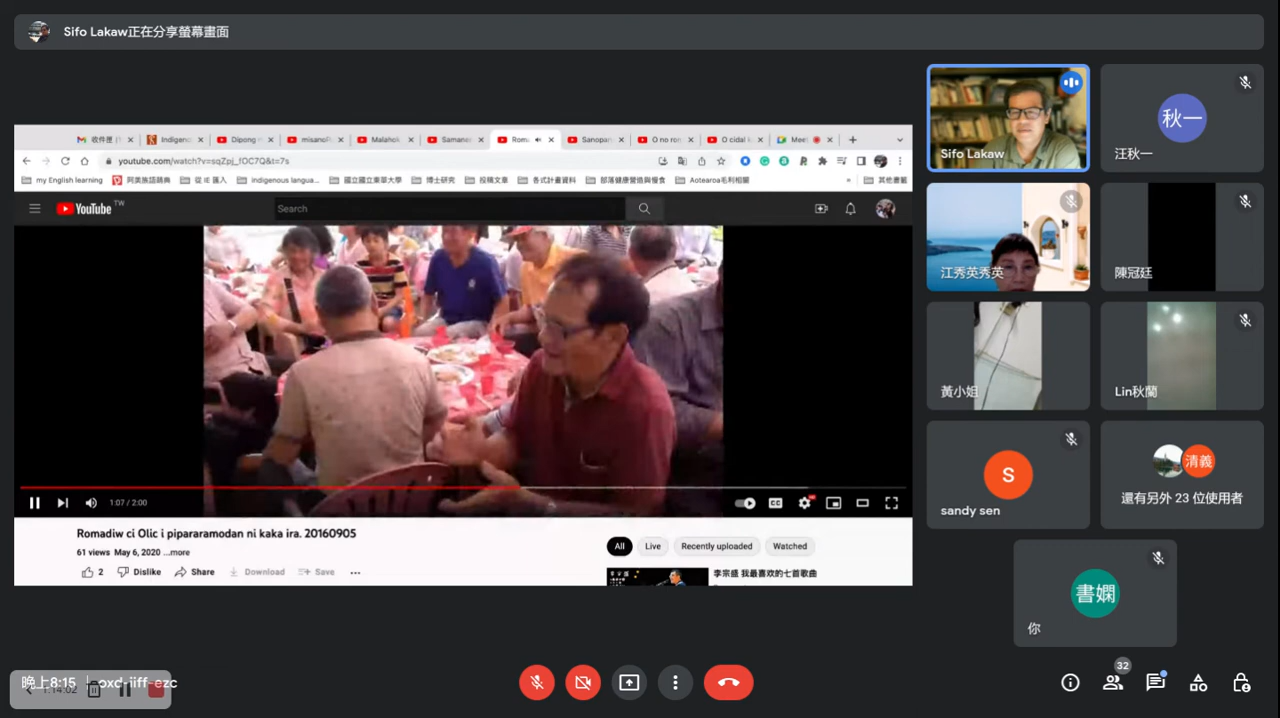 Sifo Lakaw正在分享螢幕畫面
收件匣 Indigeno Dipong misanoPa Malahok Samanen Roma Sanopan O no ron O cidal k Meet
youtube.com/watch?v=sqZpj_fOC7Q&t=7s
my English learning 阿美族語辭典 從 IE 匯入 indigenous langua... 國立國立東華大學 博士研究 投稿文章 各式計畫資料 部落健康營造與慢食 Aotearoa毛利相關 » 其他書籤
YouTube TW
Search
1:07 / 2:00
CC
Romadiw ci Olic i pipararamodan ni kaka ira. 20160905
61 views May 6, 2020 ...more
2 Dislike Share Download Save ...
All Live Recently uploaded Watched
李宗盛 我最喜欢的七首歌曲
Sifo Lakaw
秋一
汪秋一
江秀英秀英
陳冠廷
黃小姐
Lin秋蘭
S
sandy sen
清義
還有另外 23 位使用者
書嫻
你
晚上8:15
1:14:02
oxd-jiff-ezc
32